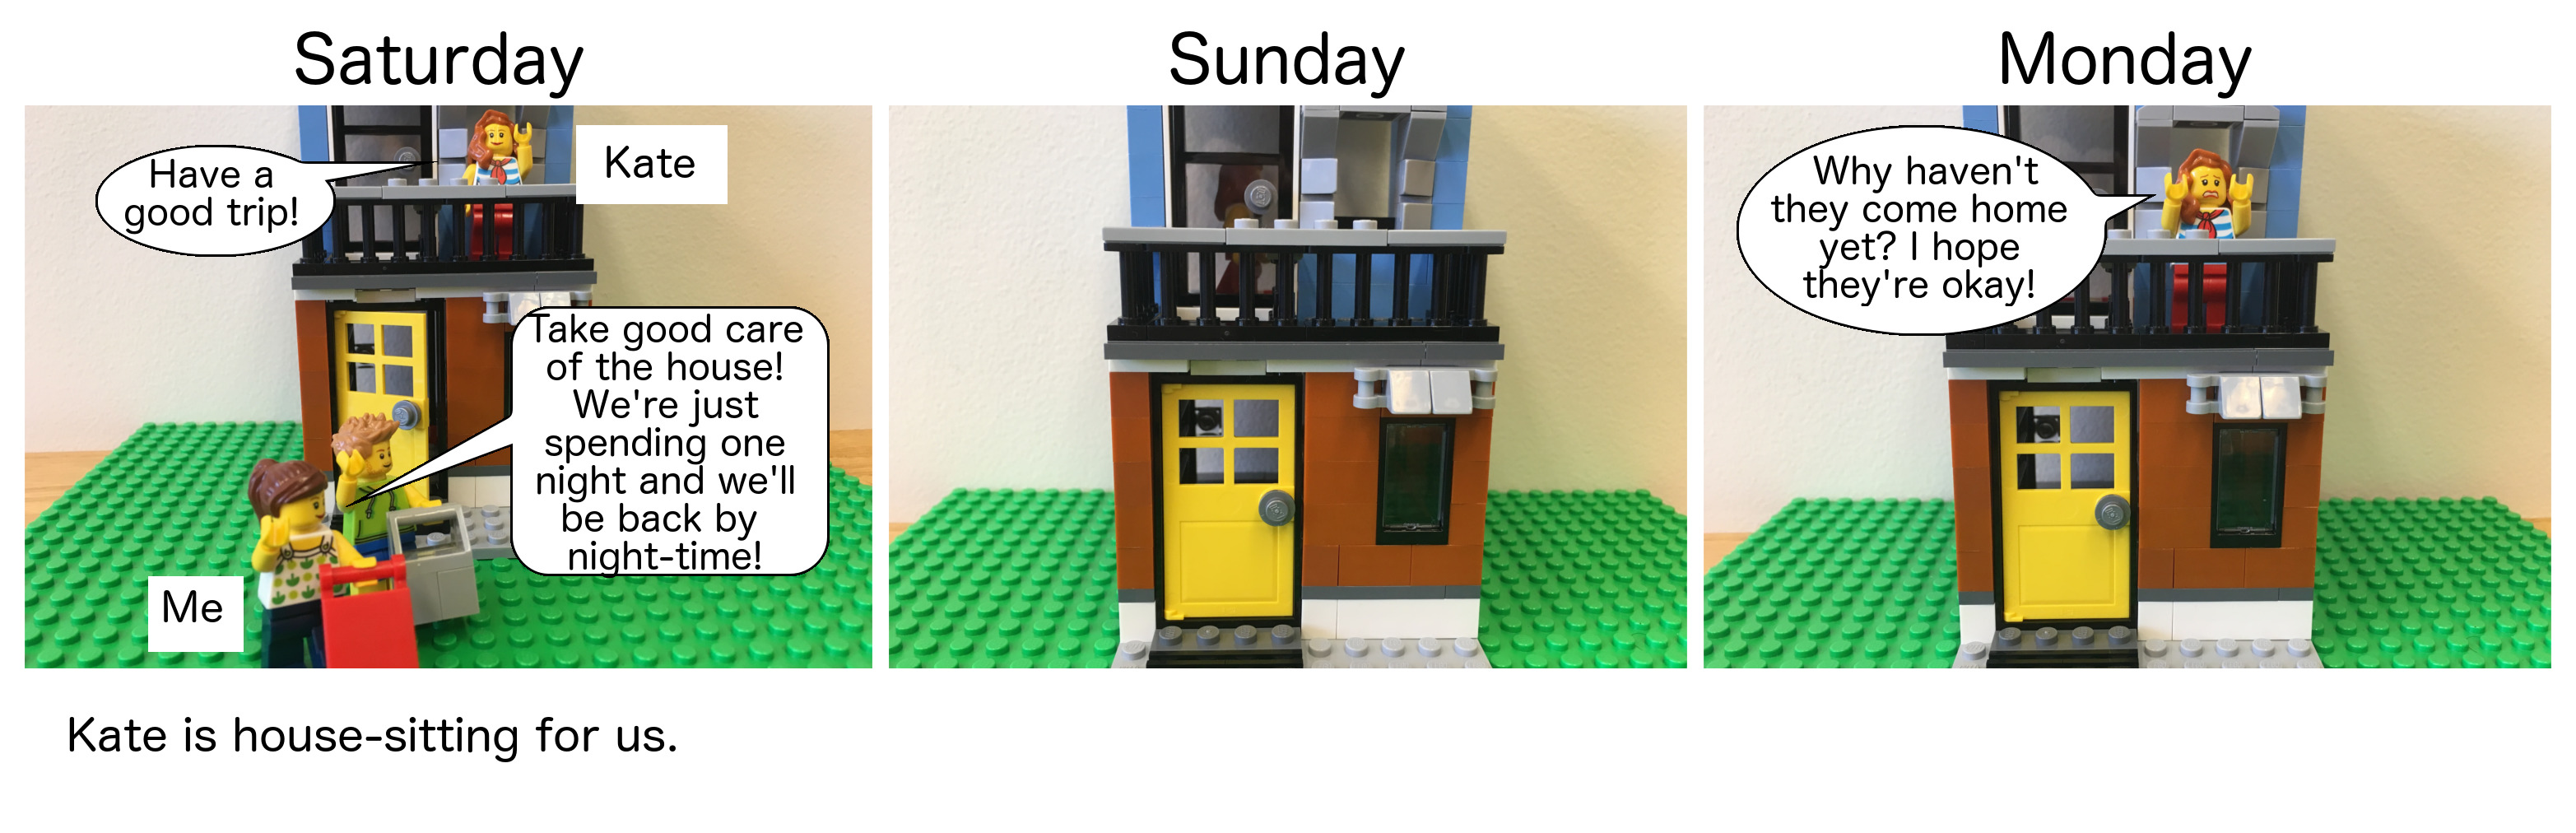 Saturday
Sunday
Monday
Have a
good trip!
Kate
Take good care
of the house!
We're just
spending one
night and we'll
be back by
night-time!
Me
Why haven't
they come home
yet? I hope
they're okay!
Kate is house-sitting for us.